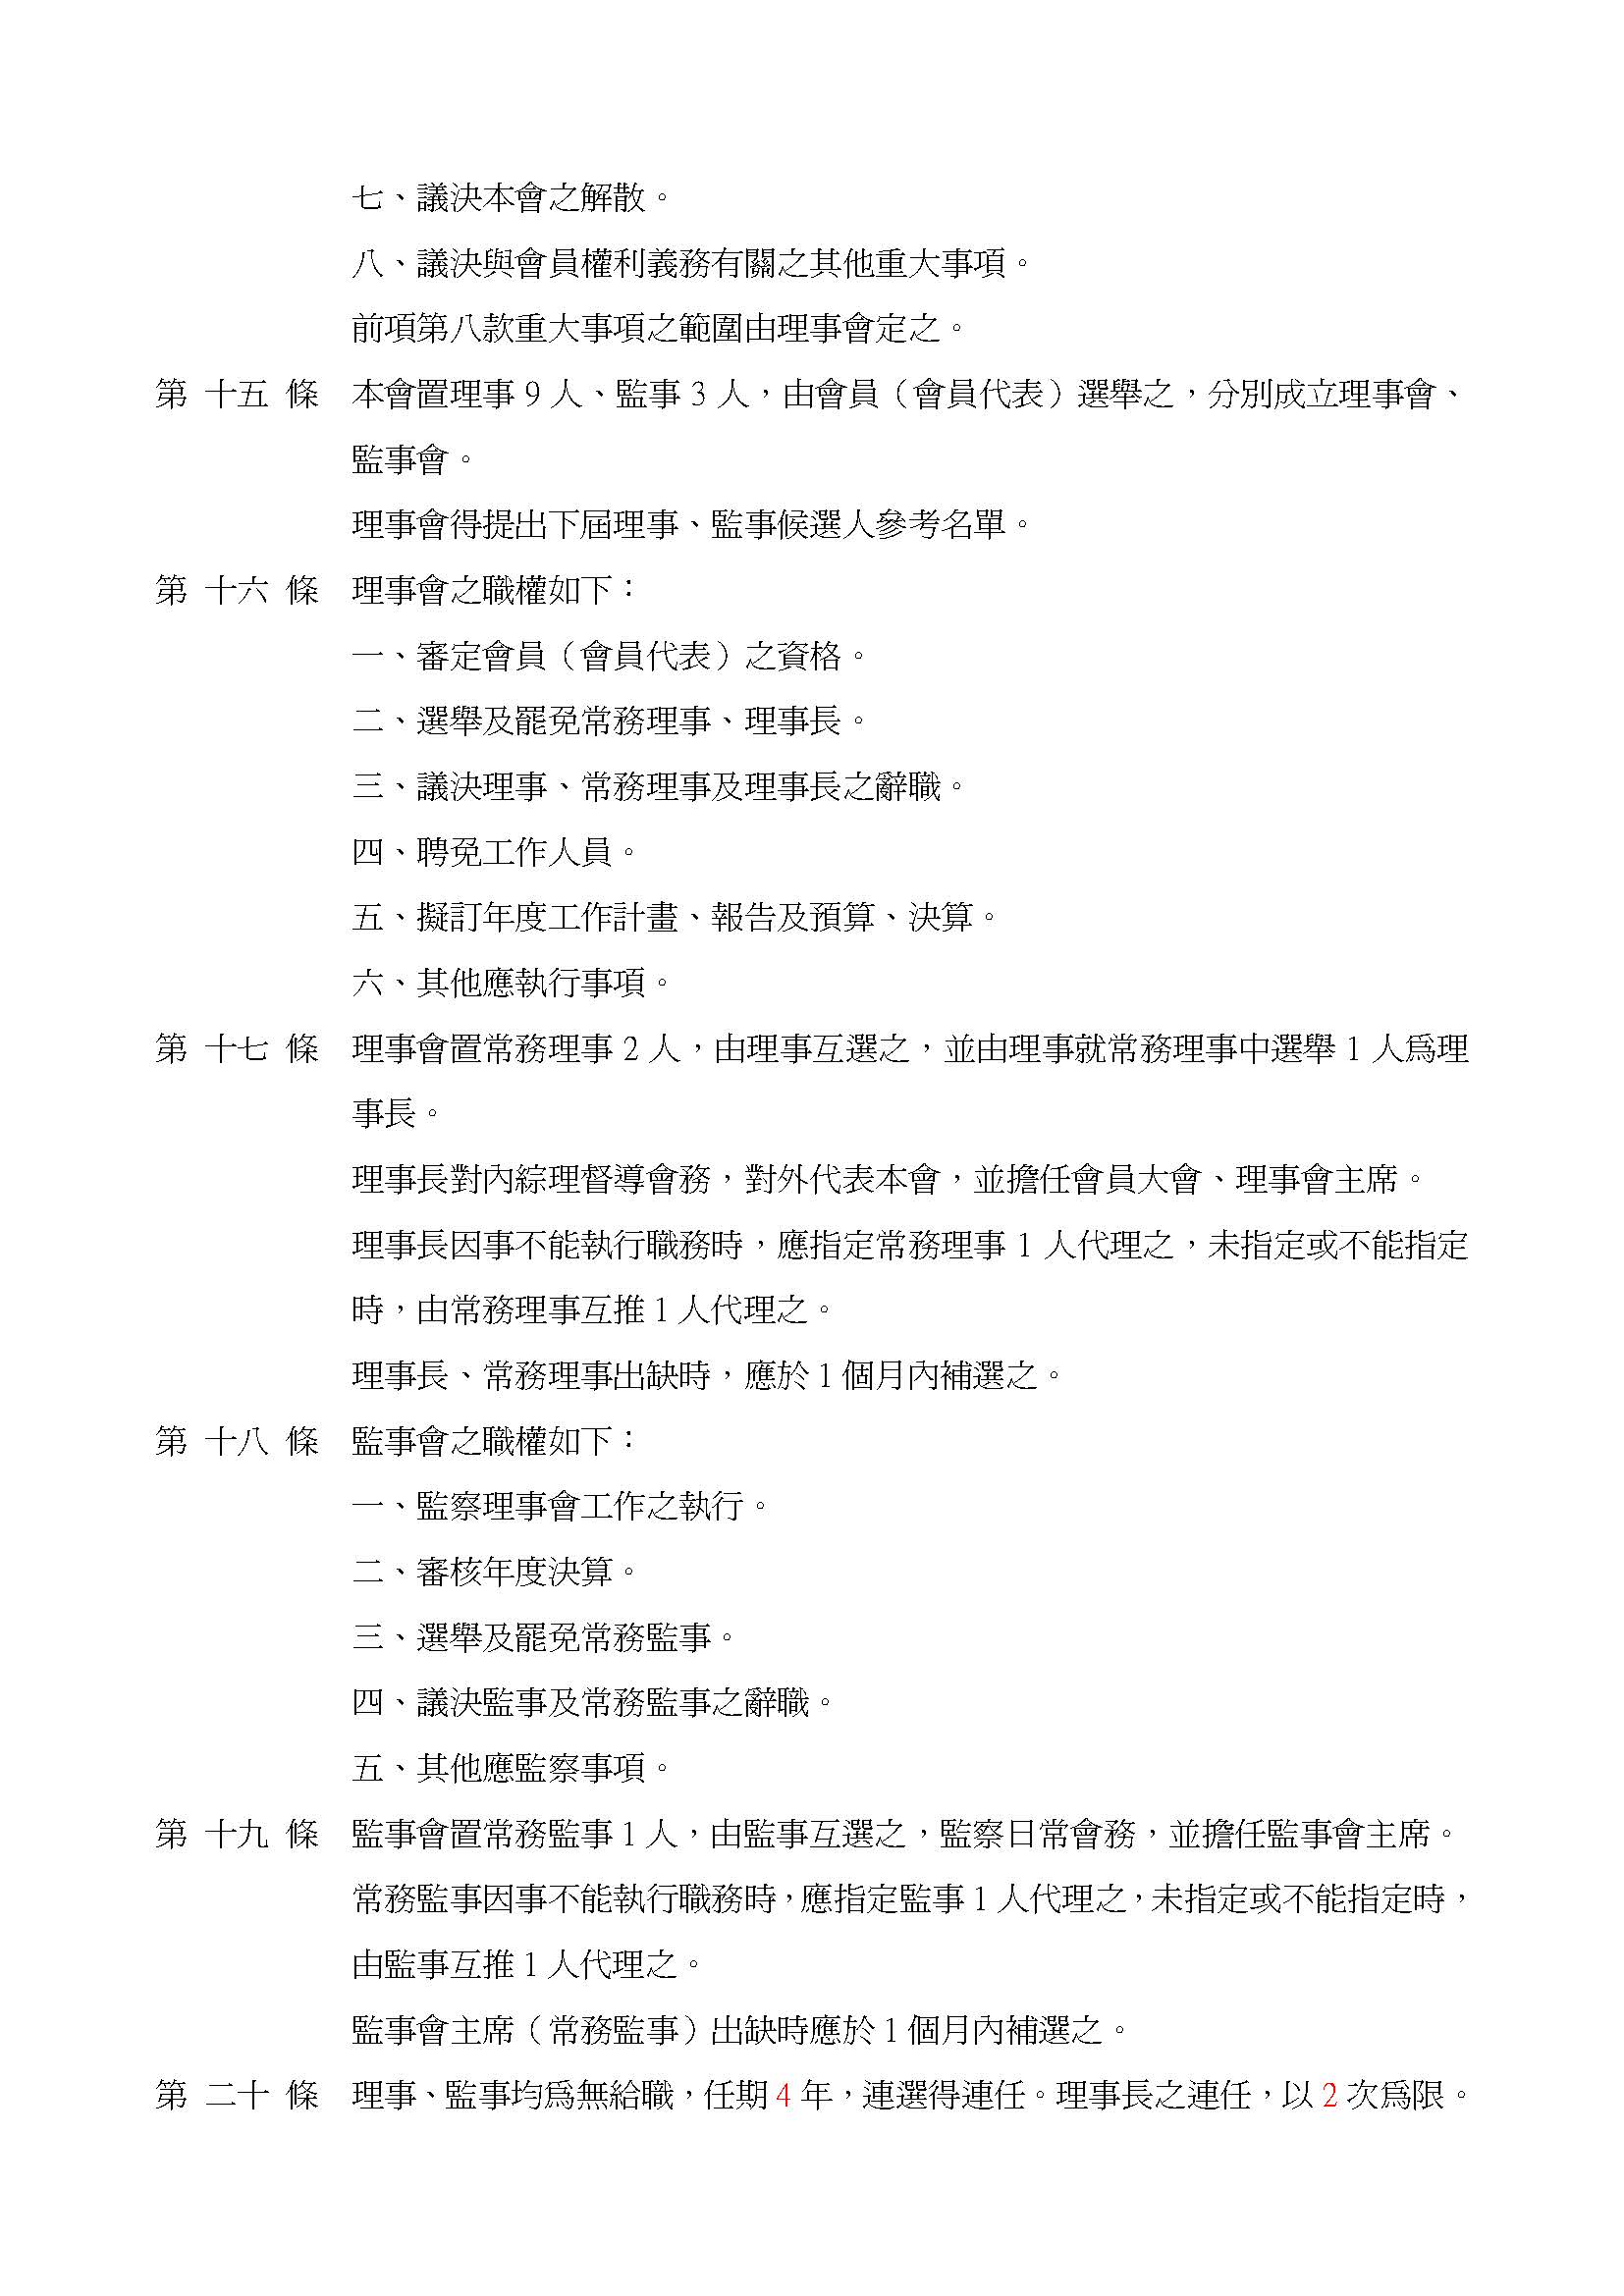 七、議決本會之解散。
八、議決與會員權利義務有關之其他重大事項。
前項第八款重大事項之範圍由理事會定之。
第 十五 條 本會置理事 9 人、監事 3 人，由會員（會員代表）選舉之，分別成立理事會、
監事會。
理事會得提出下屆理事、監事候選人參考名單。
第 十六 條 理事會之職權如下：
一、審定會員（會員代表）之資格。
二、選舉及罷免常務理事、理事長。
三、議決理事、常務理事及理事長之辭職。
四、聘免工作人員。
五、擬訂年度工作計畫、報告及預算、決算。
六、其他應執行事項。
第 十七 條 理事會置常務理事 2 人，由理事互選之，並由理事就常務理事中選舉 1 人為理
事長。
理事長對內綜理督導會務，對外代表本會，並擔任會員大會、理事會主席。
理事長因事不能執行職務時，應指定常務理事 1 人代理之，未指定或不能指定
時，由常務理事互推 1 人代理之。
理事長、常務理事出缺時，應於 1 個月內補選之。
第 十八 條 監事會之職權如下：
一、監察理事會工作之執行。
二、審核年度決算。
三、選舉及罷免常務監事。
四、議決監事及常務監事之辭職。
五、其他應監察事項。
第 十九 條 監事會置常務監事 1 人，由監事互選之，監察日常會務，並擔任監事會主席。
常務監事因事不能執行職務時，應指定監事 1 人代理之，未指定或不能指定時，
由監事互推 1 人代理之。
監事會主席（常務監事）出缺時應於 1 個月內補選之。
第 二十 條 理事、監事均為無給職，任期 4 年，連選得連任。理事長之連任，以 2 次為限。